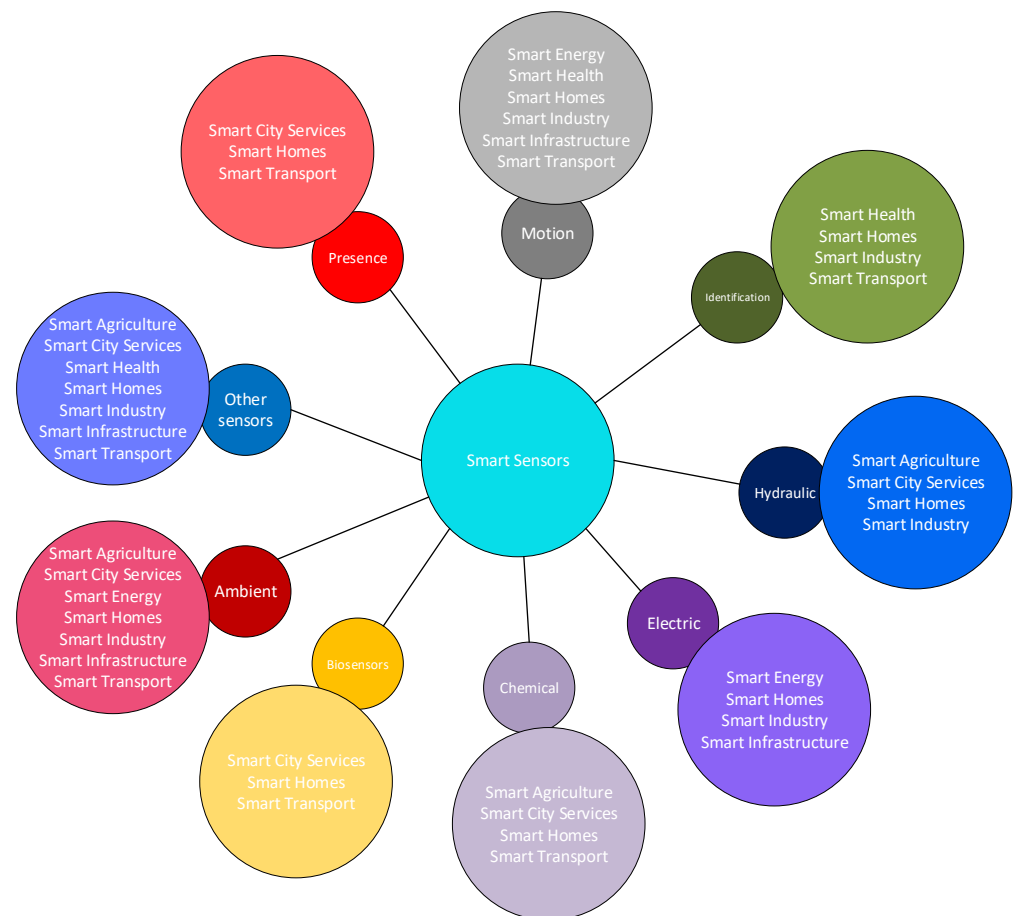 Smart Energy
Smart Health
Smart Homes
Smart Industry
Smart Infrastructure
Smart Transport
Motion
Smart City Services
Smart Homes
Smart Transport
Presence
Smart Health
Smart Homes
Smart Industry
Smart Transport
Identification
Smart Agriculture
Smart City Services
Smart Health
Smart Homes
Smart Industry
Smart Infrastructure
Smart Transport
Other
sensors
Smart Sensors
Hydraulic
Smart Agriculture
Smart City Services
Smart Homes
Smart Industry
Smart Agriculture
Smart City Services
Smart Energy
Smart Homes
Smart Industry
Smart Infrastructure
Smart Transport
Ambient
Electric
Smart Energy
Smart Homes
Smart Industry
Smart Infrastructure
Biosensors
Smart City Services
Smart Homes
Smart Transport
Chemical
Smart Agriculture
Smart City Services
Smart Homes
Smart Transport